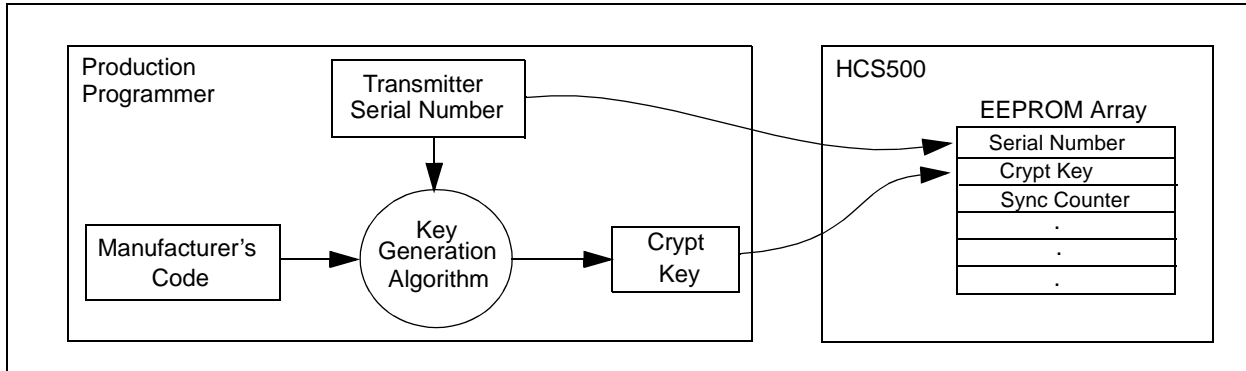 Production
Programmer
Transmitter
Serial Number
Manufacturer's
Code
Key
Generation
Algorithm
Crypt
Key
HCS500
EEPROM Array
Serial Number
Crypt Key
Sync Counter
.
.
.